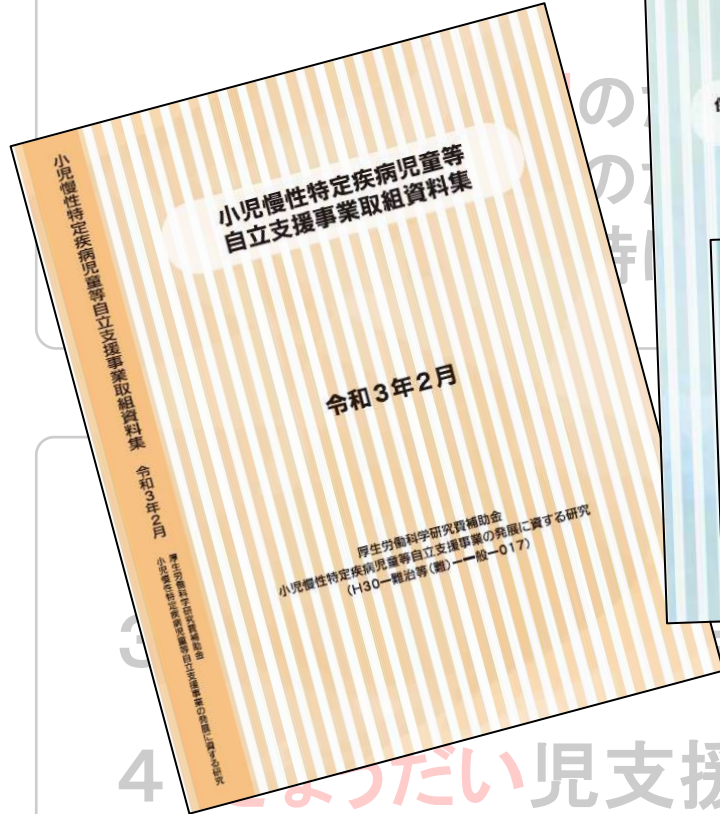 小児慢性特定疾病児童等
自立支援事業取組資料集
令和3年2月
厚生労働科学研究費補助金
小児慢性特定疾病児童等自立支援事業の発展に資する研究
(H30ー難治等(難)ー一般ー017)
小児慢性特定疾病児童等自立支援事業取組資料集 令和3年2月
厚生労働科学研究費補助金
小児慢性特定疾病児童等自立支援事業の発展に資する研究
の
の
時
3
4 きょうだい児支援